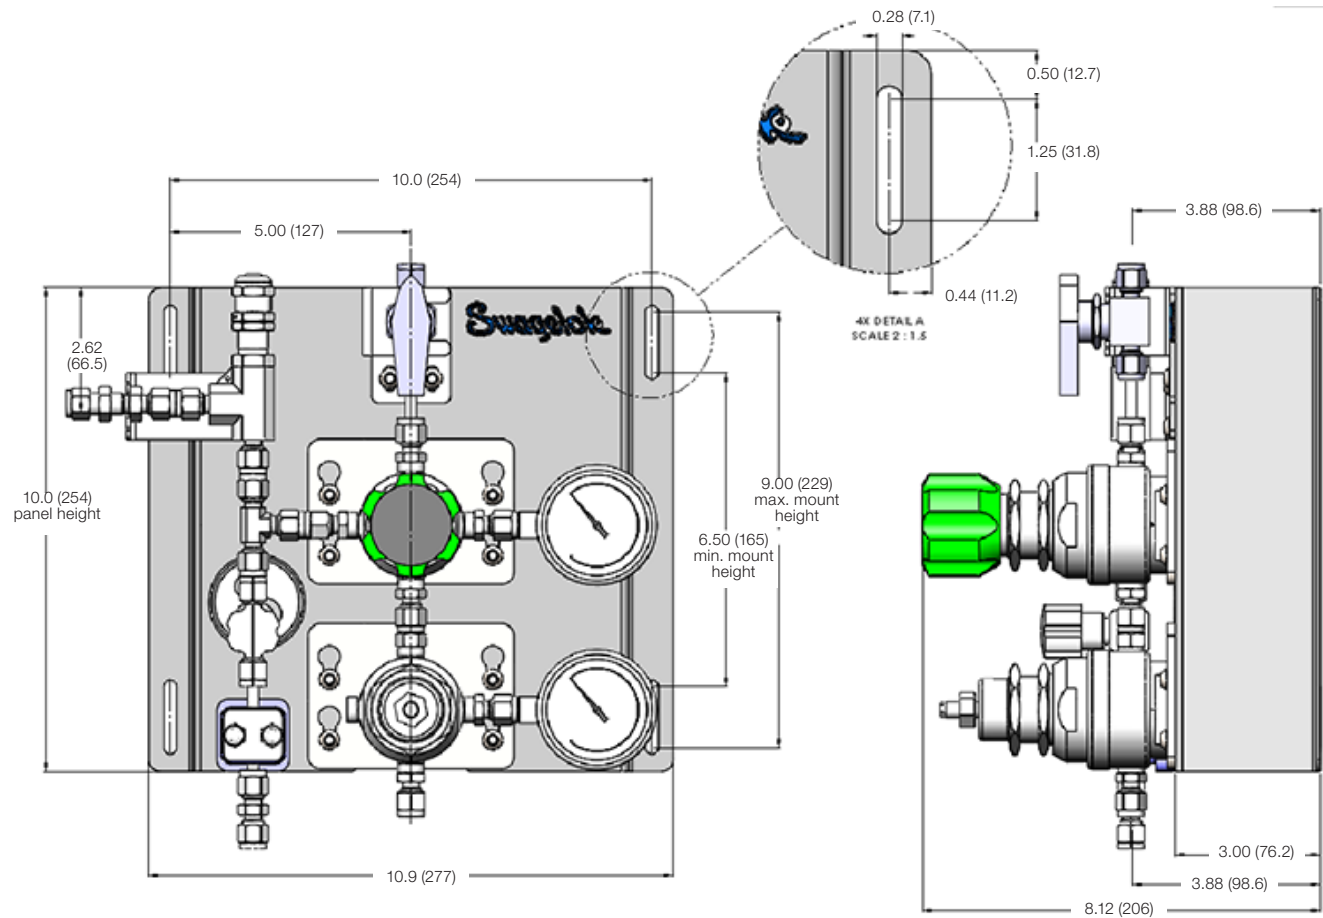 0.28 (7.1)
0.50 (12.7)
1.25 (31.8)
10.0 (254)
3.88 (98.6)
5.00 (127)
0.44 (11.2)
4X DETAIL A
SCALE 2 : 1.5
Swagelok
2.62
(66.5)
10.0 (254)
panel height
9.00 (229)
max. mount
height
6.50 (165)
min. mount
height
3.00 (76.2)
10.9 (277)
3.88 (98.6)
8.12 (206)